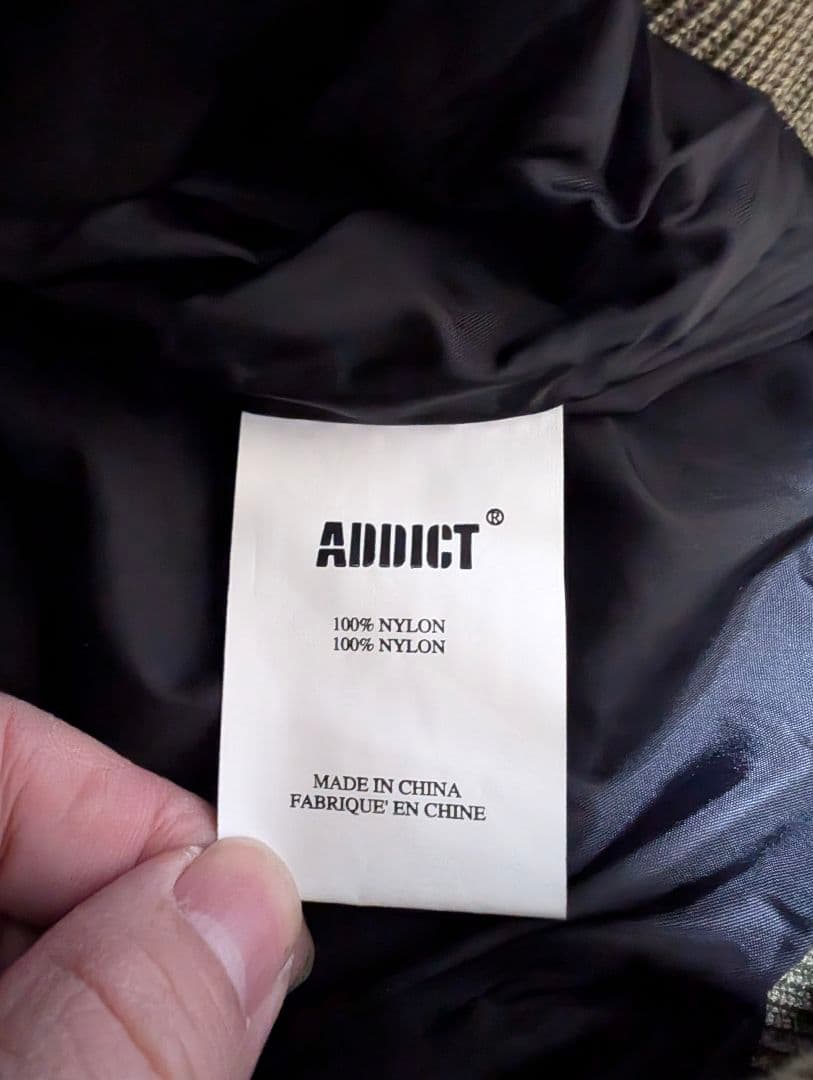 ADDICT®
100% NYLON
100% NYLON
MADE IN CHINA
FABRIQUE' EN CHINE